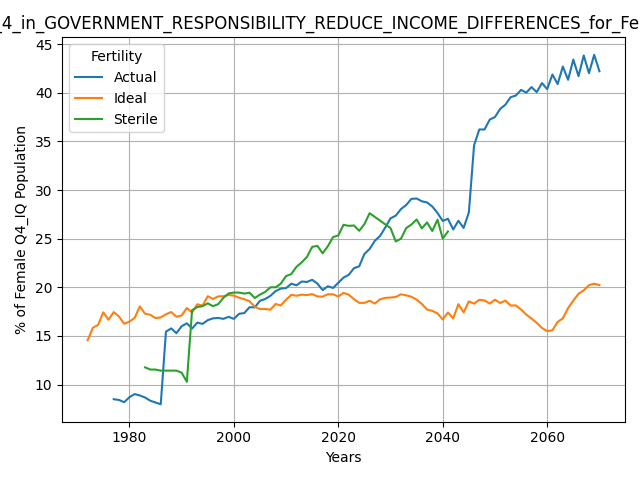 _4_in_GOVERNMENT_RESPONSIBILITY_REDUCE_INCOME_DIFFERENCES_for_Fe
Fertility
Actual
Ideal
Sterile
% of Female Q4_IQ Population
45
40
35
30
25
20
15
10
1980
2000
2020
2040
2060
Years